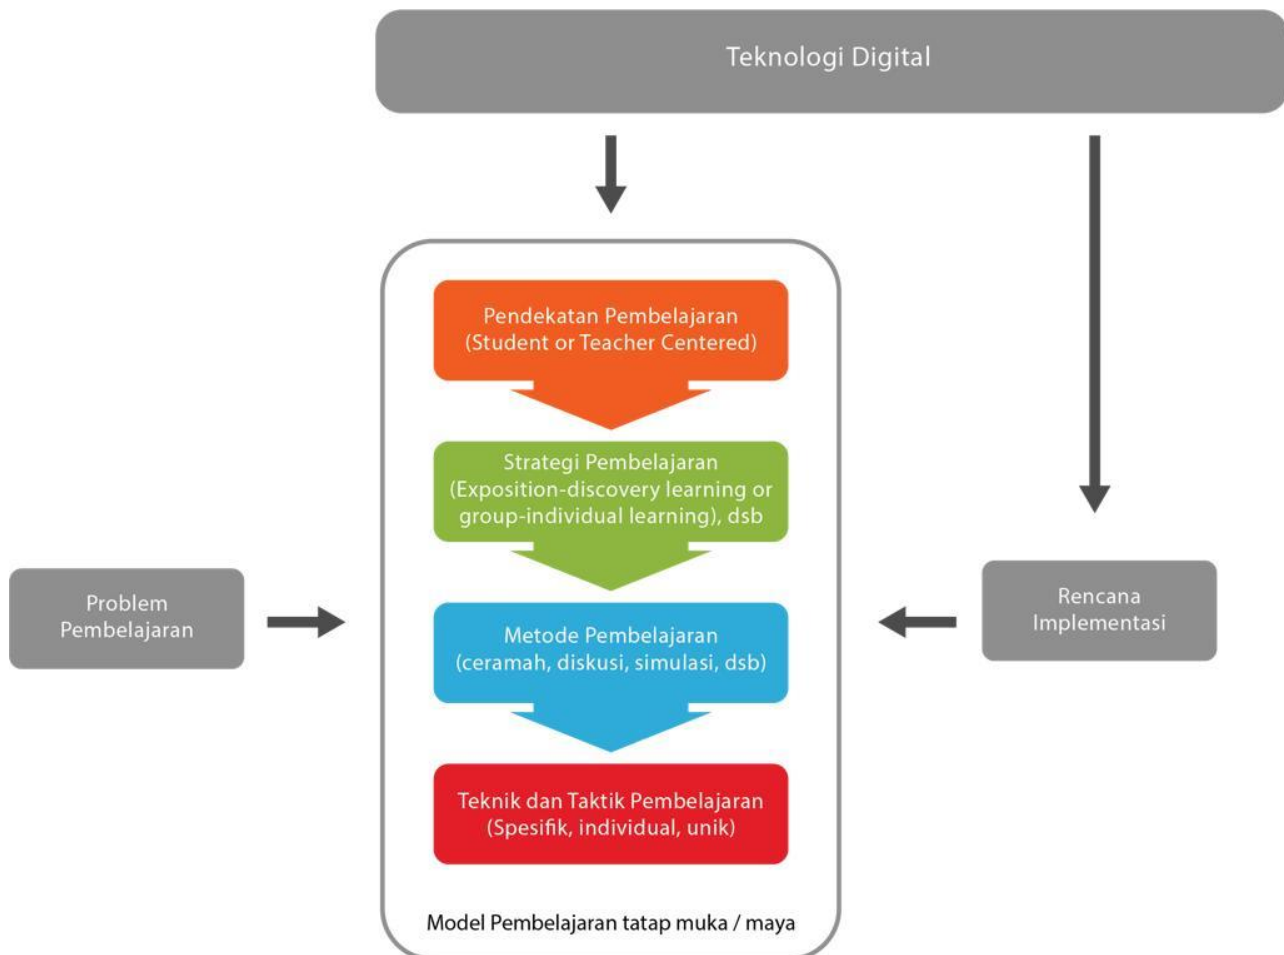 Teknologi Digital
Pendekatan Pembelajaran
(Student or Teacher Centered)
Strategi Pembelajaran
(Exposition-discovery learning or
group-individual learning), dsb
Problem
Pembelajaran
Metode Pembelajaran
(ceramah, diskusi, simulasi, dsb)
Rencana
Implementasi
Teknik dan Taktik Pembelajaran
(Spesifik, individual, unik)
Model Pembelajaran tatap muka / maya